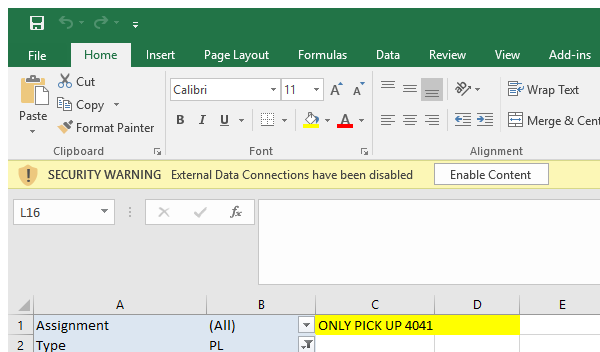 File Home Insert Page Layout Formulas Data Review View Add-ins
Cut
Copy
Format Painter
Paste
Calibri 11 A A
Wrap Text
B I U A
Merge & Cent
Clipboard Font Alignment
SECURITY WARNING External Data Connections have been disabled Enable Content
L16 fx
A B C D E
1 Assignment (All) ONLY PICK UP 4041
2 Type PL